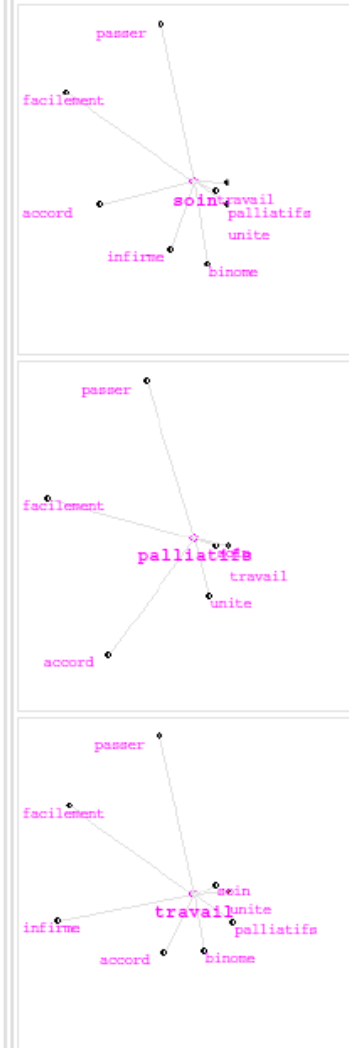 passer
facilement
soin travail
accord
palliatifs
unite
infirme
binome
passer
facilement
palliatifs
travail
unite
accord
passer
facilement
soin
travail unite
infirme
palliatifs
accord
binome